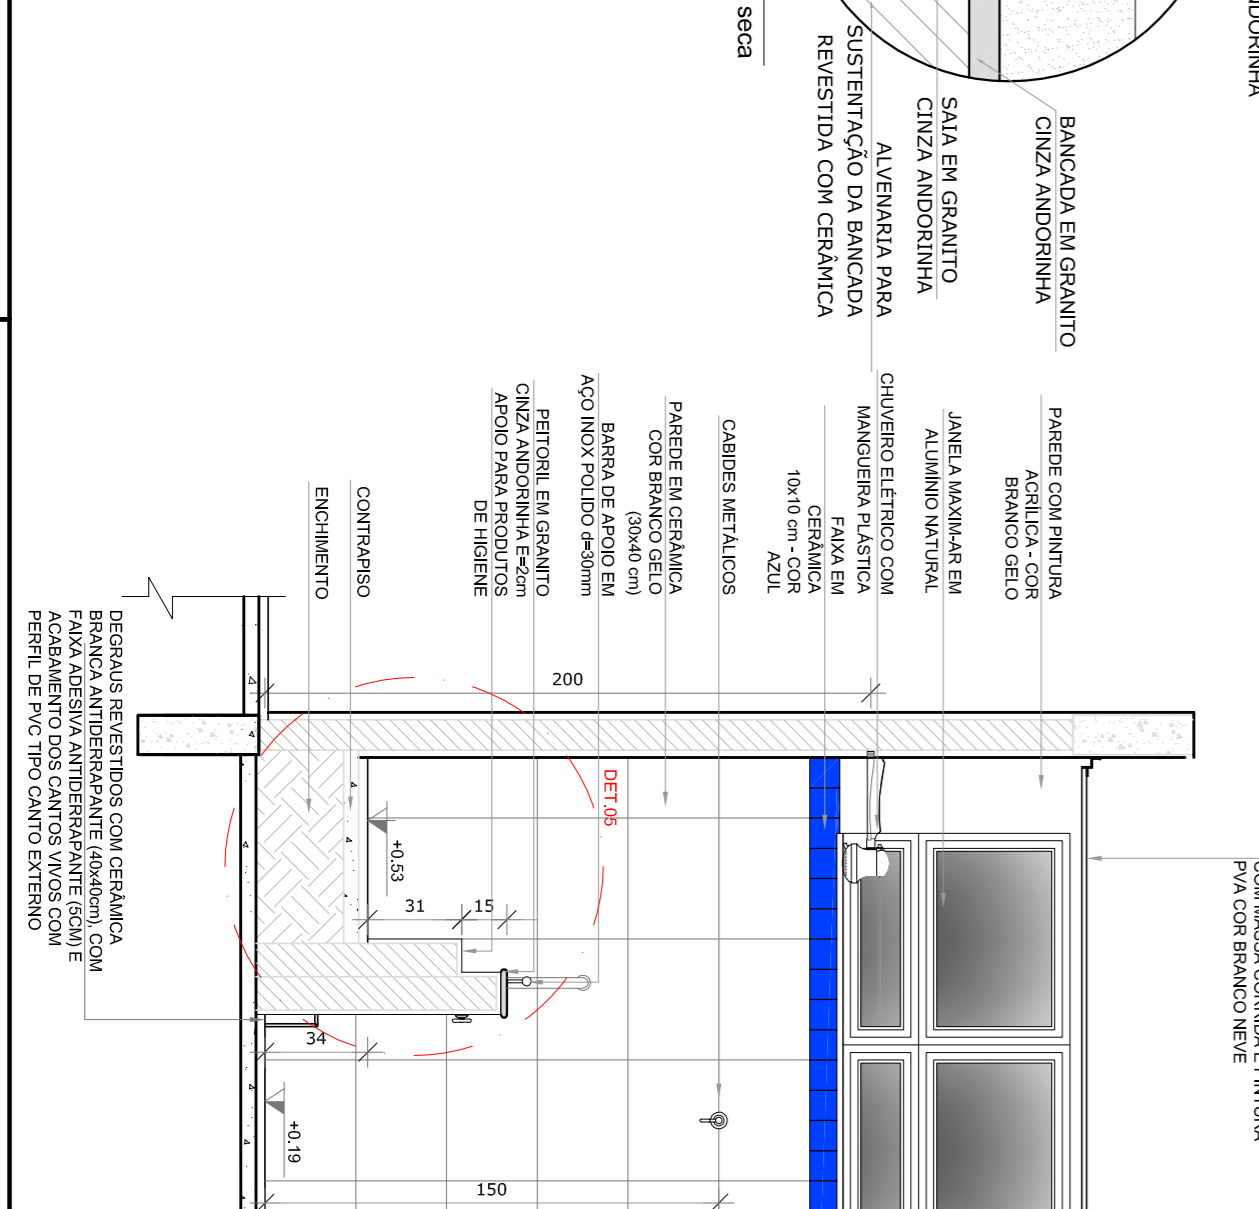 NDORINHA
seca
BANCADA EM GRANITO
CINZA ANDORINHA
SAIA EM GRANITO
CINZA ANDORINHA
ALVENARIA PARA
SUSTENTAÇÃO DA BANCADA
REVESTIDA COM CERÂMICA
PAREDE COM PINTURA
ACRÍLICA - COR
BRANCO GELO
JANELA MAXIM-AR EM
ALUMÍNIO NATURAL
CHUVEIRO ELÉTRICO COM
MANGUEIRA PLÁSTICA
FAIXA EM
CERÂMICA
10x10 cm - COR
AZUL
CABIDES METÁLICOS
PAREDE EM CERÂMICA
COR BRANCO GELO
(30x40 cm)
BARRA DE APOIO EM
AÇO INOX POLIDO d=30mm
PEITORIL EM GRANITO
CINZA ANDORINHA E=2cm
APOIO PARA PRODUTOS
DE HIGIENE
CONTRAPISO
ENCHIMENTO
DEGRAUS REVESTIDOS COM CERÂMICA
BRANCA ANTIDERRAPANTE (40x40cm), COM
FAIXA ADESIVA ANTIDERRAPANTE (5CM) E
ACABAMENTO DOS CANTOS VIVOS COM
PERFIL DE PVC TIPO CANTO EXTERNO
200
DET.05
+0.53
31
15
34
+0.19
150
COM MASSA CORRIDA E PINTURA
PVA COR BRANCO NEVE